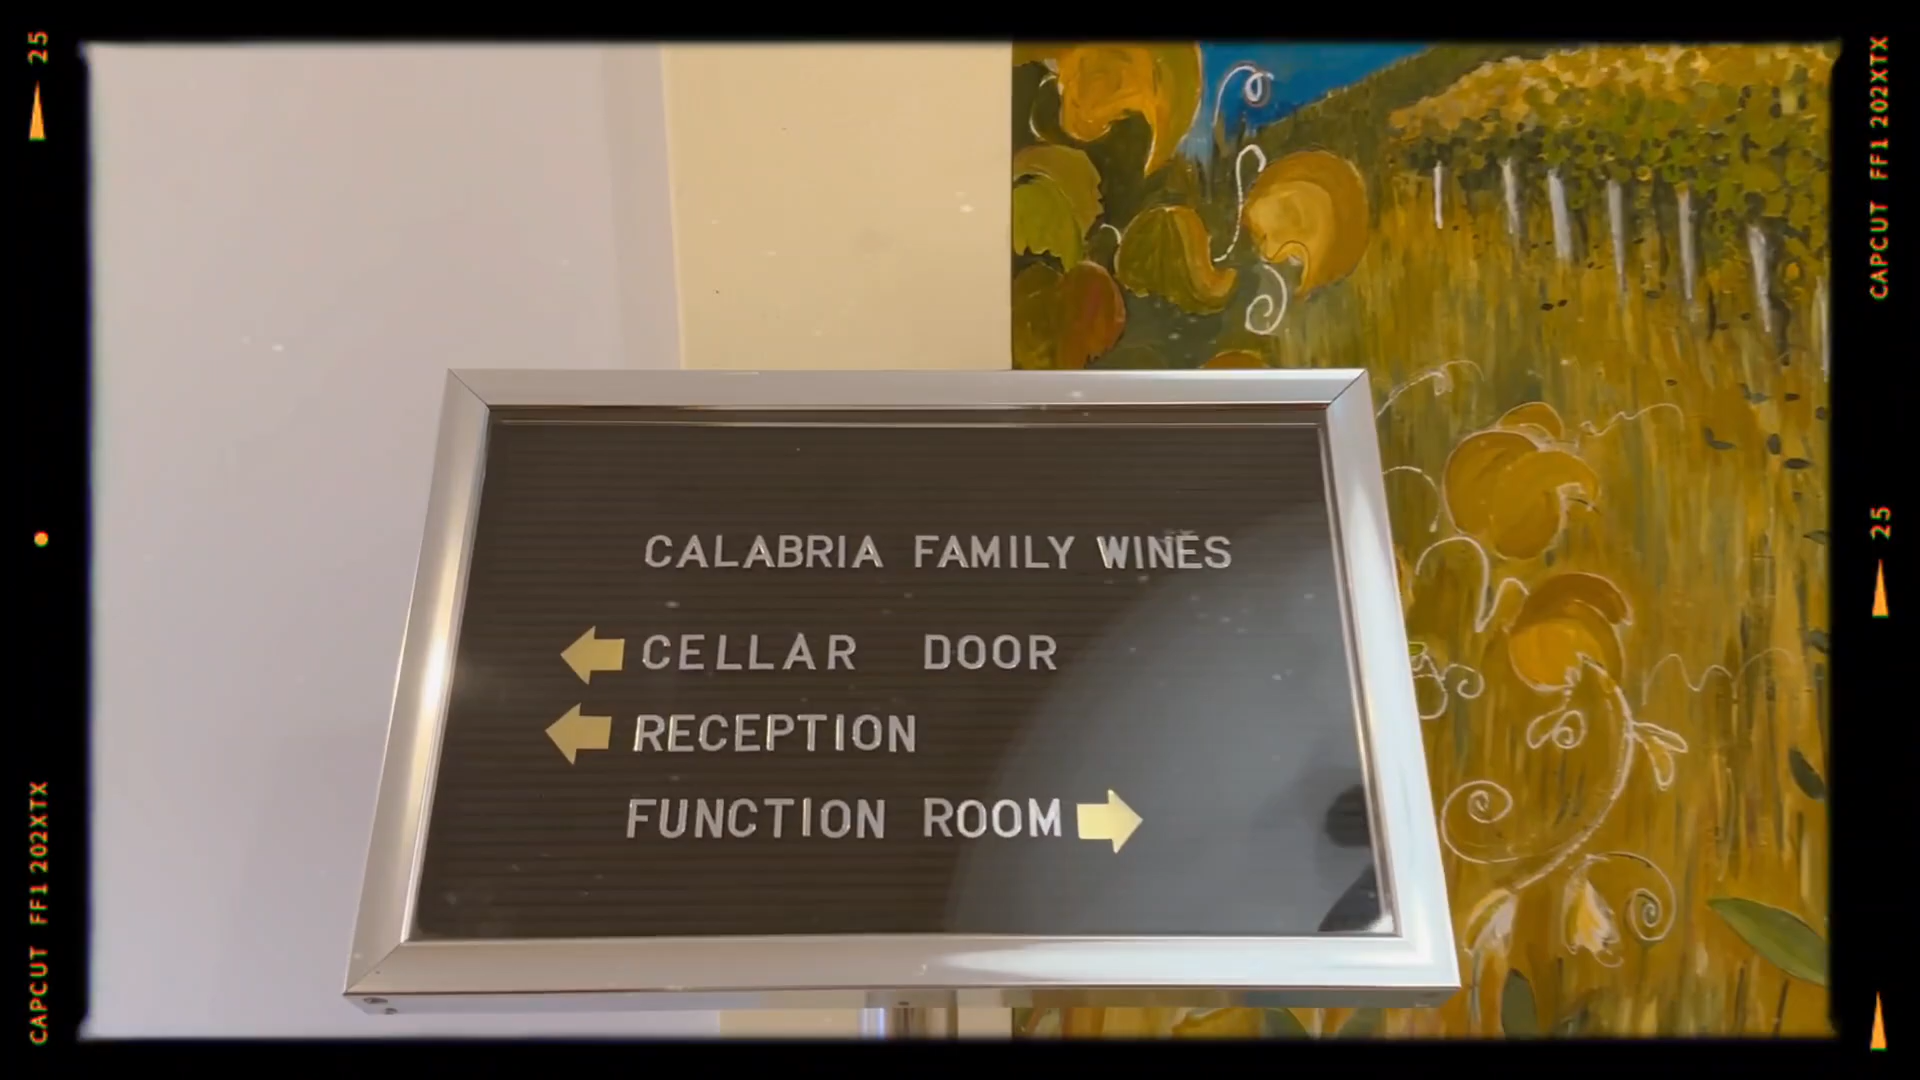 25
CAPCUT FF1 202XTX
CALABRIA FAMILY WINES
CELLAR DOOR
RECEPTION
FUNCTION ROOM
CAPCUT FF1 202XTX
25